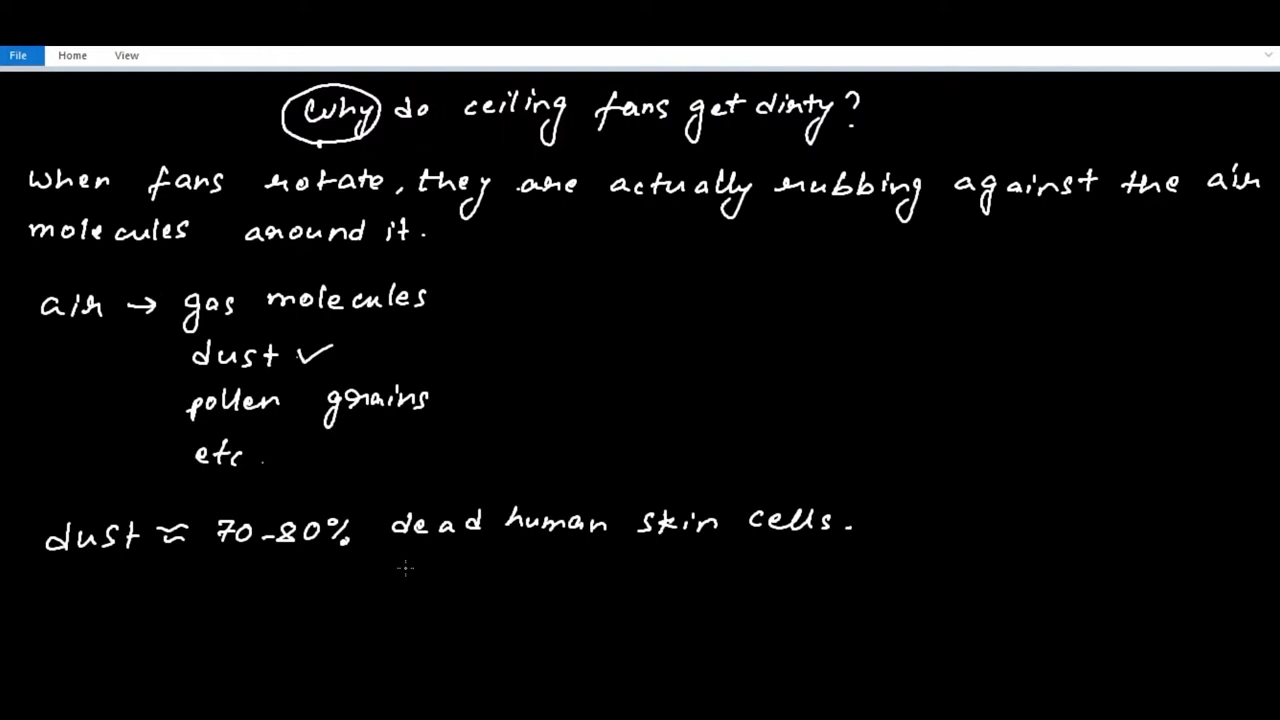 File Home View
Why do ceiling fans get dirty?
When fans rotate, they are actually rubbing against the air
molecules around it.
air → gas molecules
dust ✓
pollen grains
etc.
dust ≈ 70-80% dead human skin cells.